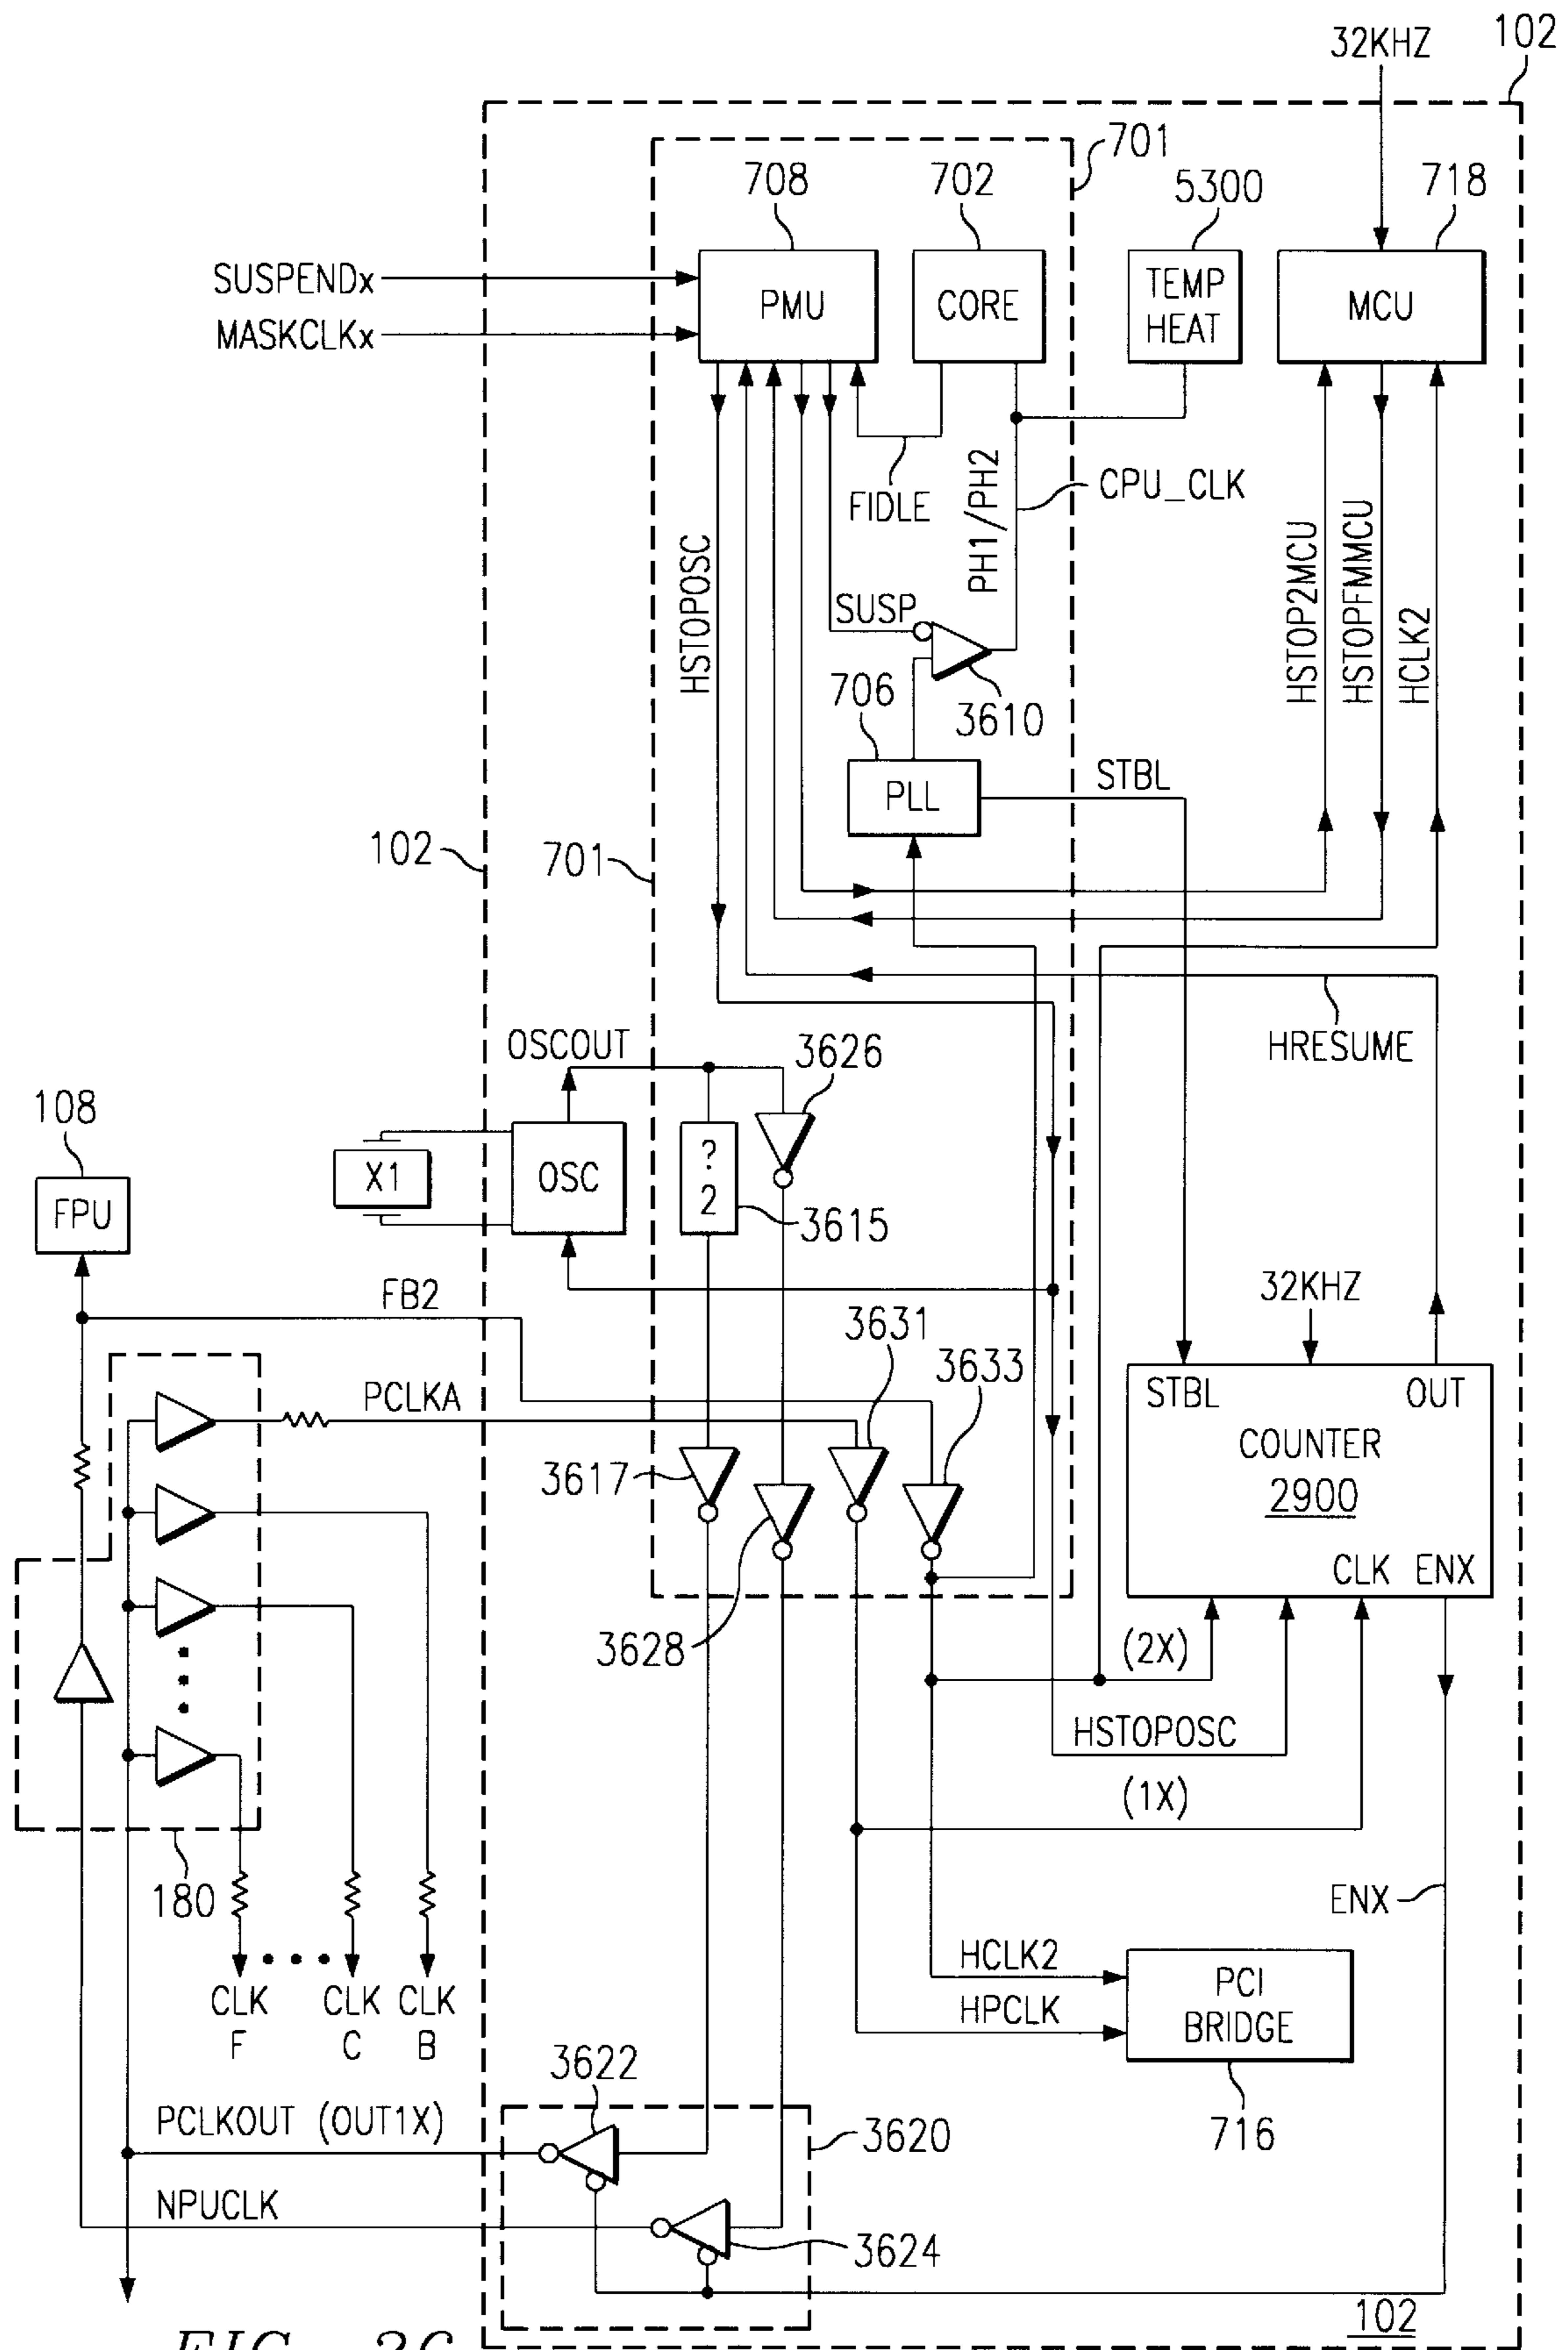 32KHZ
102
701
708
702
5300
718
SUSPENDx
MASKCLKx
PMU
CORE
TEMP
HEAT
MCU
FIDLE
PH1/PH2
CPU_CLK
HSTOPOSC
HSTOP2MCU
HSTOPFMMCU
HCLK2
SUSP
706
3610
PLL
STBL
102
701
OSCOUT
3626
HRESUME
108
FPU
X1
OSC
?
2
3615
FB2
32KHZ
3631
3633
PCLKA
STBL
OUT
COUNTER
2900
CLK
ENX
3617
3628
(2X)
HSTOPOSC
(1X)
180
ENX
CLK
F
CLK
C
CLK
B
HCLK2
HPCLK
PCI
BRIDGE
716
3622
PCLKOUT (OUT1X)
3620
NPUCLK
3624
102